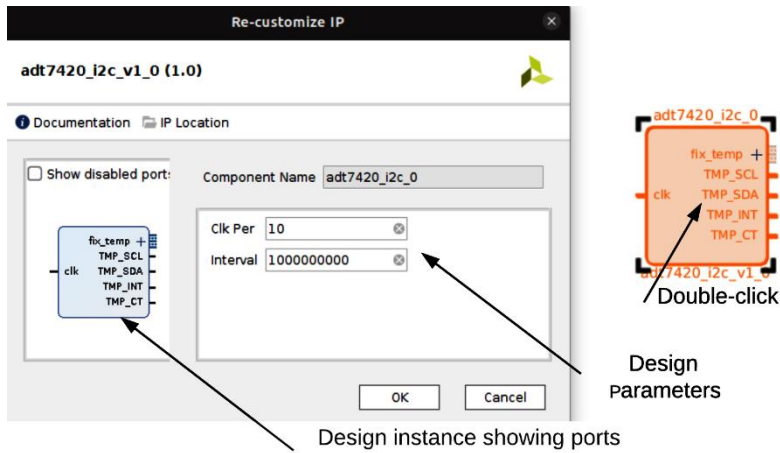 Re-customize IP
adt7420_i2c_v1_0 (1.0)
Documentation IP Location
Show disabled ports
Component Name adt7420_i2c_0
Clk Per 10
Interval 1000000000
fix_temp
TMP_SCL
clk TMP_SDA
TMP_INT
TMP_CT
OK Cancel
adt7420_i2c_0
fix_temp
TMP_SCL
clk TMP_SDA
TMP_INT
TMP_CT
adt7420_i2c_v1_0
Double-click
Design
Parameters
Design instance showing ports